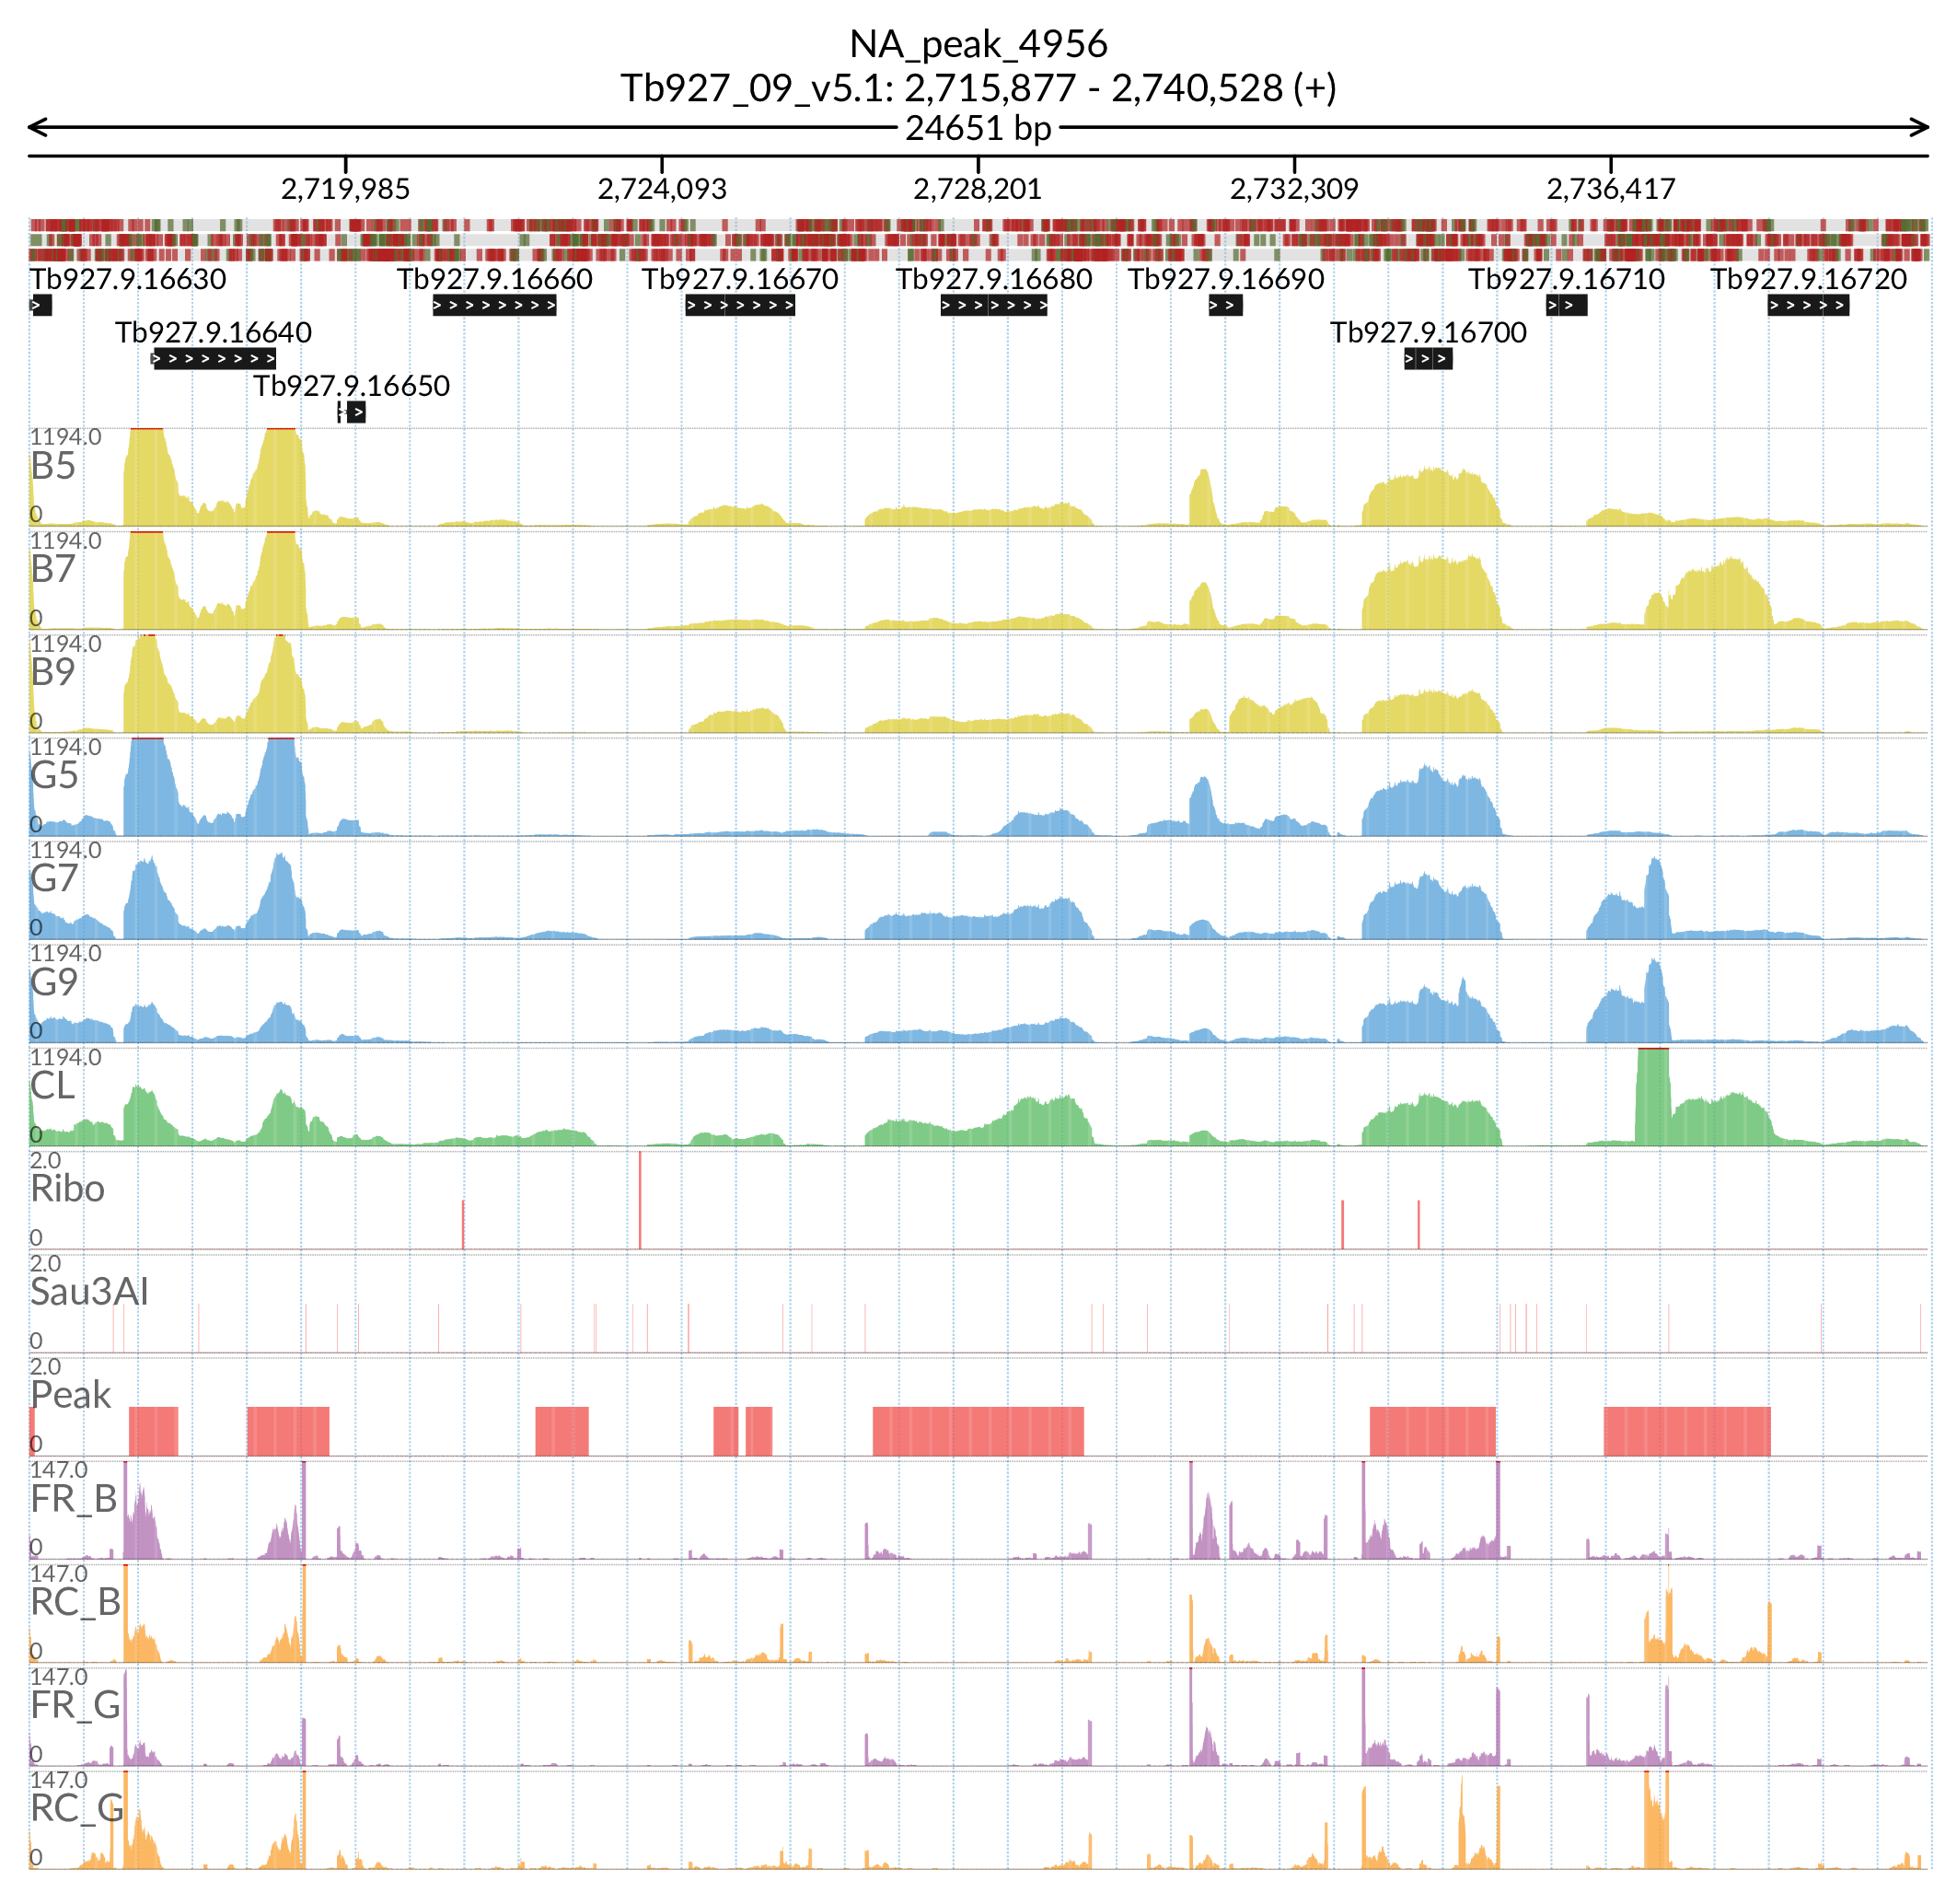 NA_peak_4956
Tb927_09_v5.1: 2,715,877 - 2,740,528 (+)
24651 bp
2,719,985 2,724,093 2,728,201 2,732,309 2,736,417
Tb927.9.16630 Tb927.9.16660 Tb927.9.16670 Tb927.9.16680 Tb927.9.16690 Tb927.9.16710 Tb927.9.16720
Tb927.9.16640 Tb927.9.16700
Tb927.9.16650
1194.0
B5
0
1194.0
B7
0
1194.0
B9
0
1194.0
G5
0
1194.0
G7
0
1194.0
G9
0
1194.0
CL
0
2.0
Ribo
0
2.0
Sau3AI
0
2.0
Peak
0
147.0
FR_B
0
147.0
RC_B
0
147.0
FR_G
0
147.0
RC_G
0